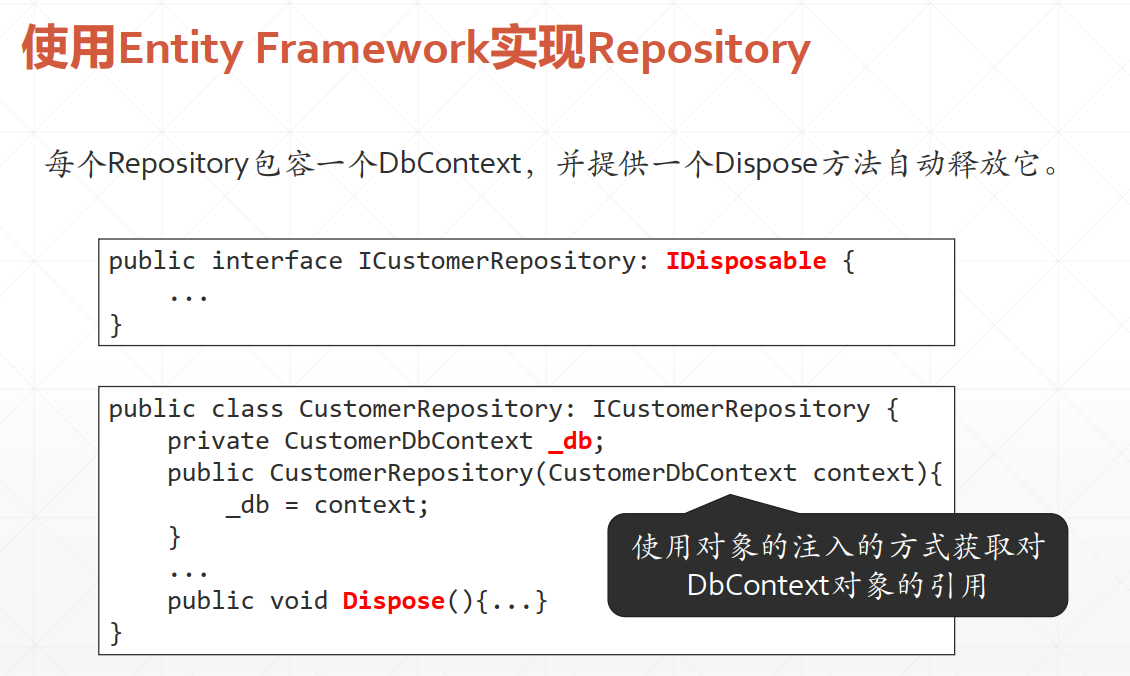 使用Entity Framework实现Repository
每个Repository包容一个DbContext，并提供一个Dispose方法自动释放它。
public interface ICustomerRepository: IDisposable {
    ...
}
public class CustomerRepository: ICustomerRepository {
    private CustomerDbContext _db;
    public CustomerRepository(CustomerDbContext context){
        _db = context;
    }
    ...
    public void Dispose(){...}
}
使用对象的注入的方式获取对
DbContext对象的引用